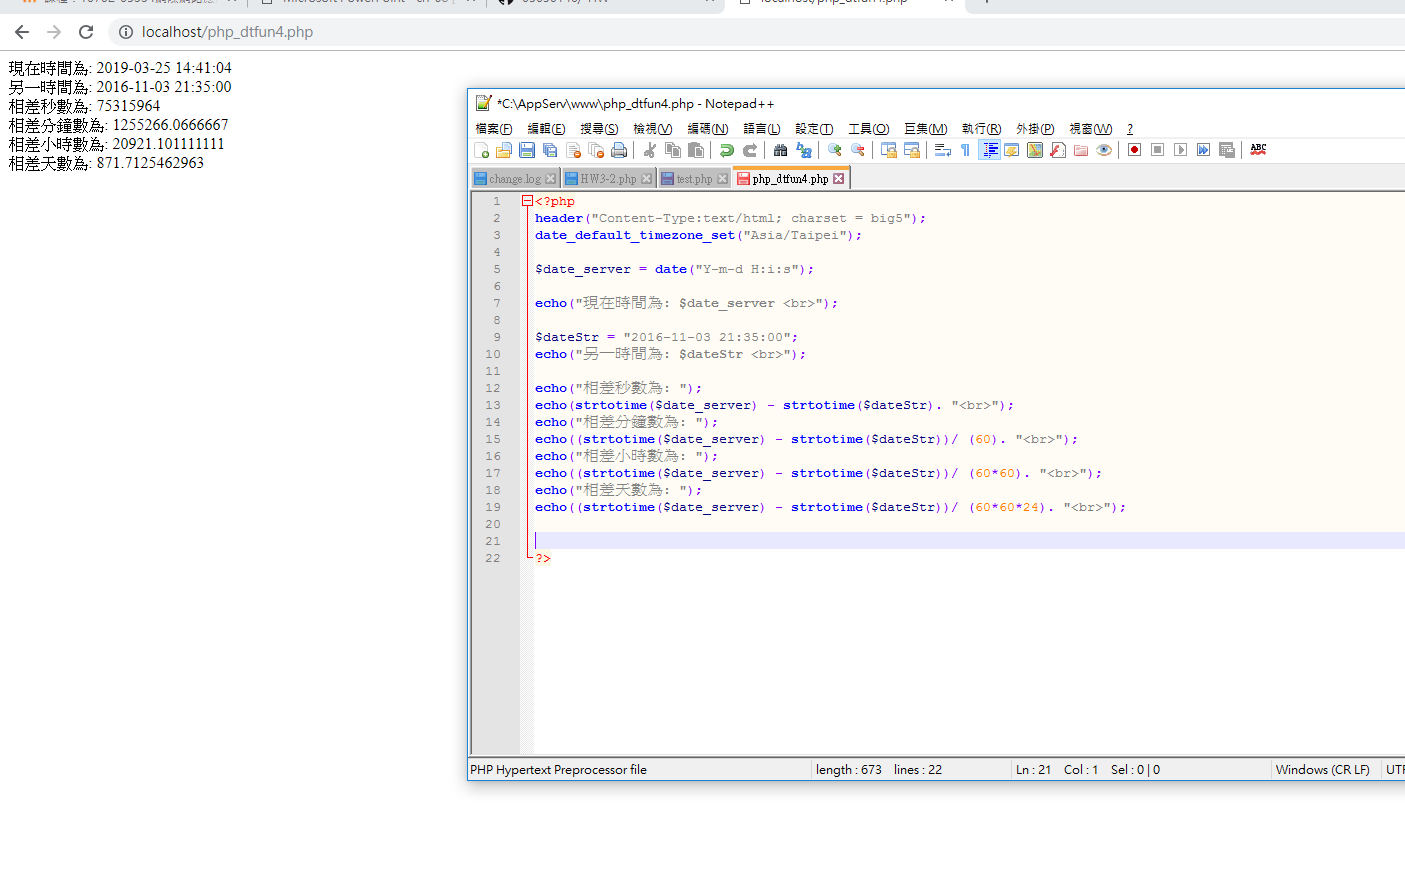 localhost/php_dtfun4.php
現在時間為: 2019-03-25 14:41:04
另一時間為: 2016-11-03 21:35:00
相差秒數為: 75315964
相差分鐘數為: 1255266.0666667
相差小時數為: 20921.101111111
相差天數為: 871.7125462963
*C:\AppServ\www\php_dtfun4.php - Notepad++
檔案(F) 編輯(E) 搜尋(S) 檢視(V) 編碼(N) 語言(L) 設定(T) 工具(O) 巨集(M) 執行(R) 外掛(P) 視窗(W) ?
ABC
change.log HW3-2.php test.php php_dtfun4.php
1 <?php
2 header("Content-Type:text/html; charset = big5");
3 date_default_timezone_set("Asia/Taipei");
4
5 $date_server = date("Y-m-d H:i:s");
6
7 echo("現在時間為: $date_server <br>");
8
9 $dateStr = "2016-11-03 21:35:00";
10 echo("另一時間為: $dateStr <br>");
11
12 echo("相差秒數為: ");
13 echo(strtotime($date_server) - strtotime($dateStr). "<br>");
14 echo("相差分鐘數為: ");
15 echo((strtotime($date_server) - strtotime($dateStr))/ (60). "<br>");
16 echo("相差小時數為: ");
17 echo((strtotime($date_server) - strtotime($dateStr))/ (60*60). "<br>");
18 echo("相差天數為: ");
19 echo((strtotime($date_server) - strtotime($dateStr))/ (60*60*24). "<br>");
20
21
22 ?>
PHP Hypertext Preprocessor file length : 673 lines : 22 Ln : 21 Col : 1 Sel : 0 | 0 Windows (CR LF) UTF